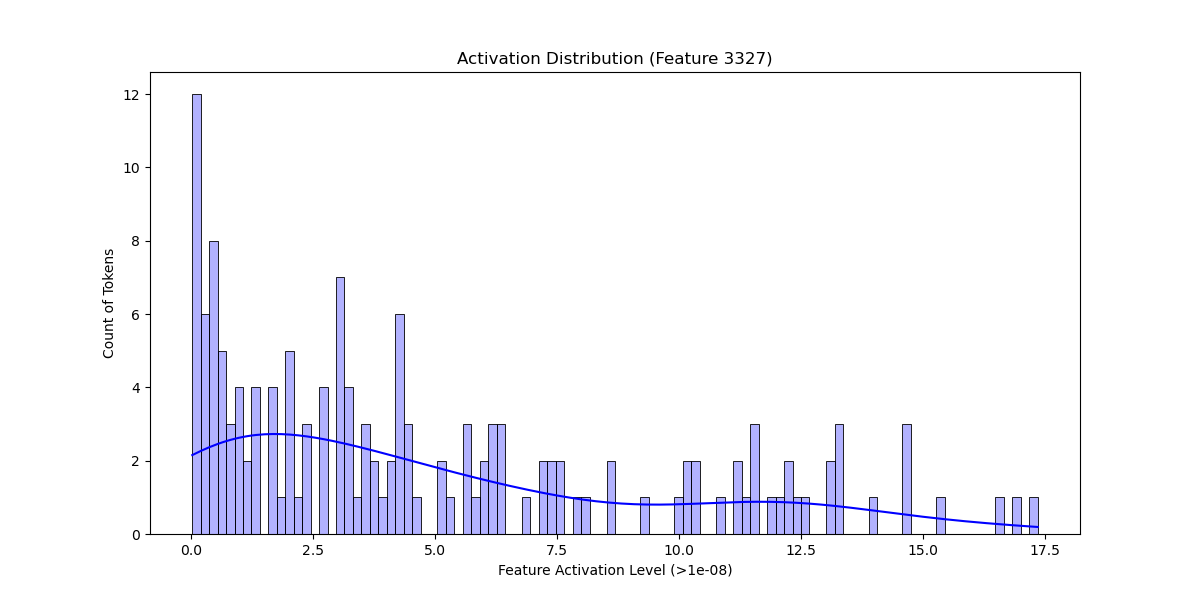 Activation Distribution (Feature 3327)
12
10
8
6
4
2
0
Count of Tokens
0.0 2.5 5.0 7.5 10.0 12.5 15.0 17.5
Feature Activation Level (>1e-08)